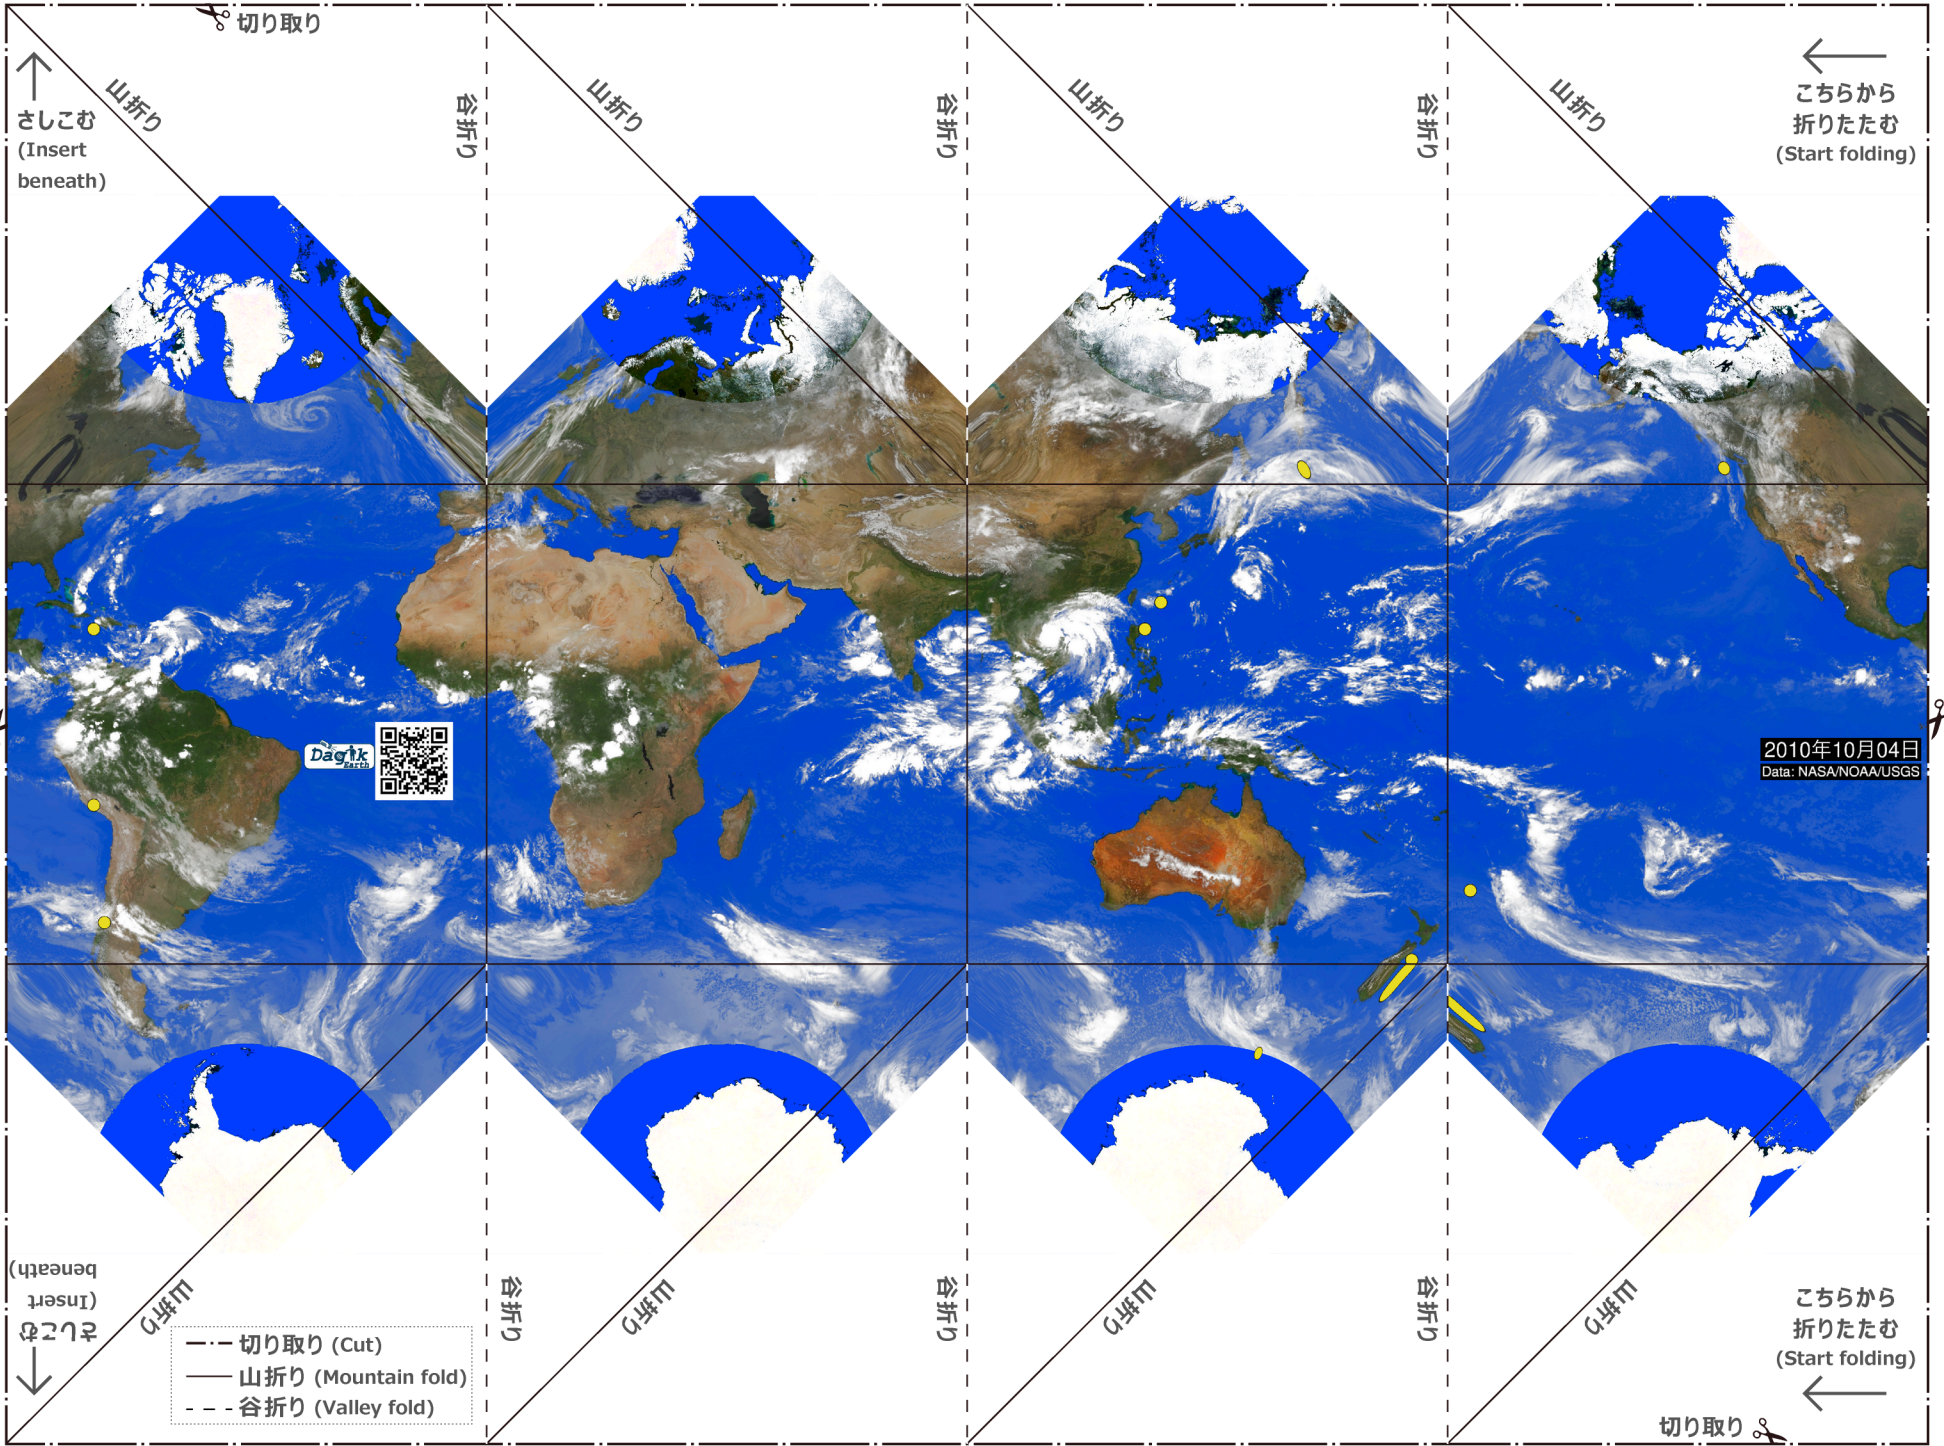 切り取り
山折り
谷折り
山折り
谷折り
山折り
谷折り
山折り
こちらから
折りたたむ
(Start folding)
さしこむ
(Insert
beneath)
Dagik
Earth
2010年10月04日
Data: NASA/NOAA/USGS
さしこむ
(Insert
beneath)
山折り
谷折り
山折り
谷折り
山折り
谷折り
山折り
こちらから
折りたたむ
(Start folding)
切り取り (Cut)
山折り (Mountain fold)
谷折り (Valley fold)
切り取り